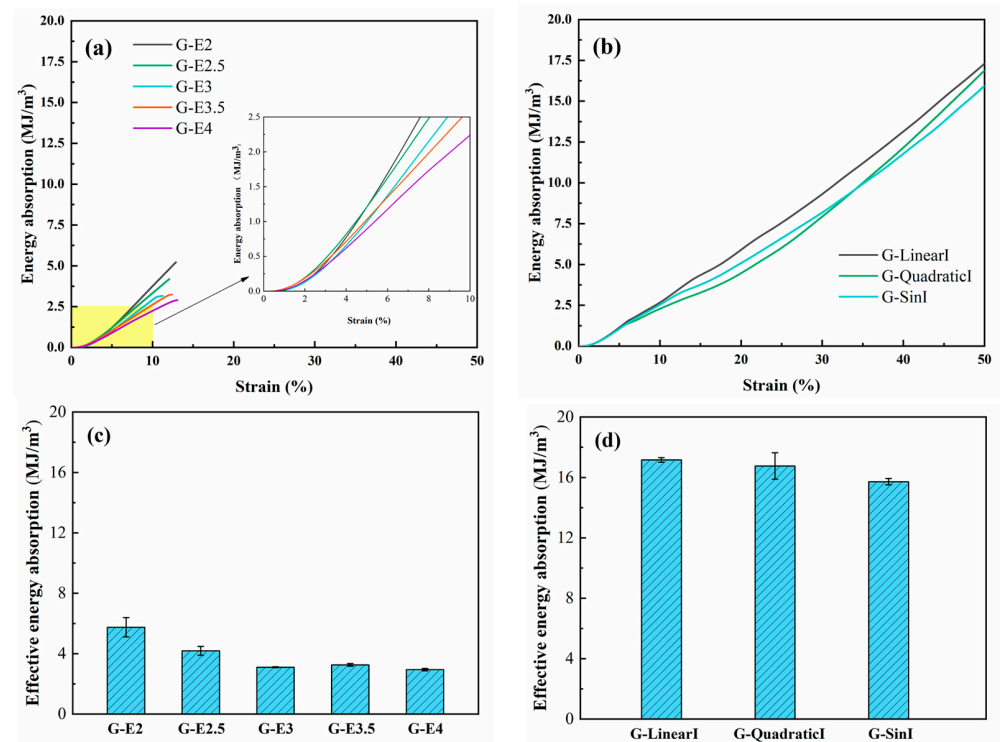 (a)
G-E2
G-E2.5
G-E3
G-E3.5
G-E4
Energy absorption (MJ/m³)
20.0
17.5
15.0
12.5
10.0
7.5
5.0
2.5
0.0
0 10 20 30 40 50
Strain (%)
Energy absorption（MJ/m³)
2.5
2.0
1.5
1.0
0.5
0.0
0 2 4 6 8 10
Strain (%)
(b)
Energy absorption (MJ/m³)
20.0
17.5
15.0
12.5
10.0
7.5
5.0
2.5
0.0
G-LinearI
G-QuadraticI
G-SinI
0 10 20 30 40 50
Strain (%)
(c)
Effective energy absorption (MJ/m³)
20
16
12
8
4
0
G-E2 G-E2.5 G-E3 G-E3.5 G-E4
(d)
Effective energy absorption (MJ/m³)
20
16
12
8
4
0
G-LinearI G-QuadraticI G-SinI